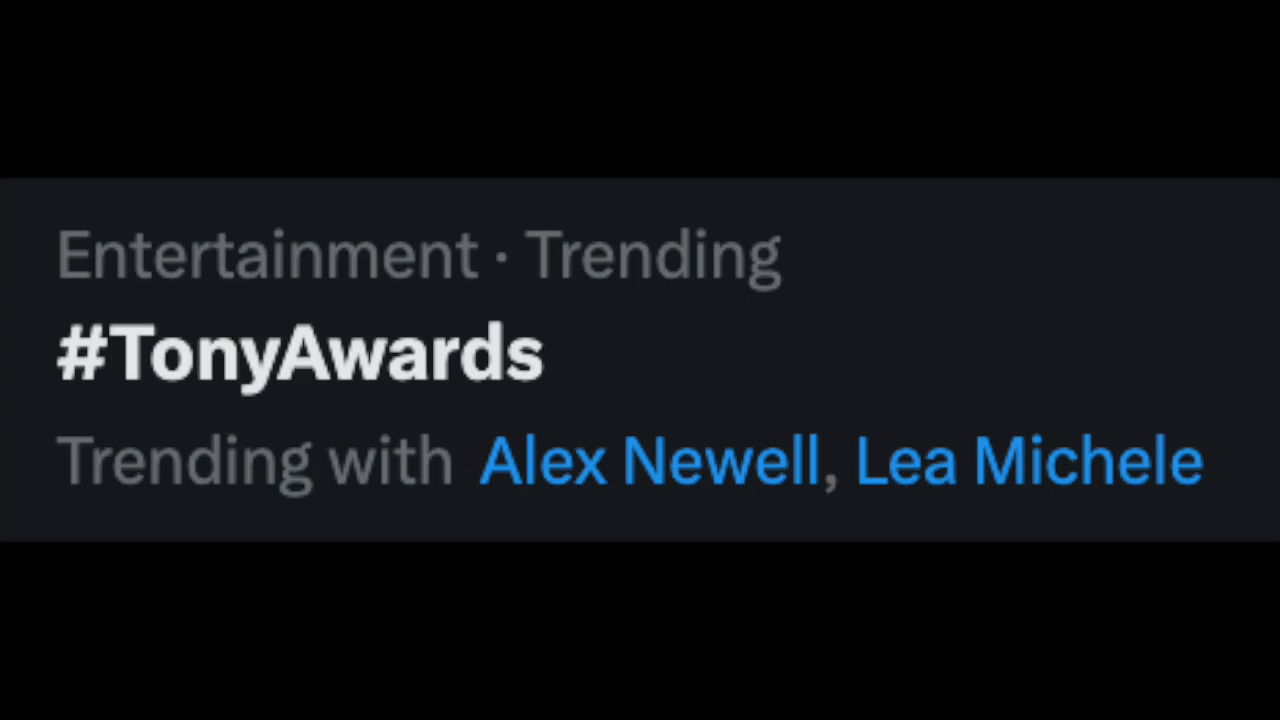 Entertainment · Trending
#TonyAwards
Trending with Alex Newell, Lea Michele